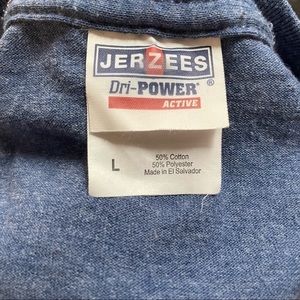 JERZEES
Dri-POWER®
ACTIVE
L
50% Cotton
50% Polyester
Made in El Salvador